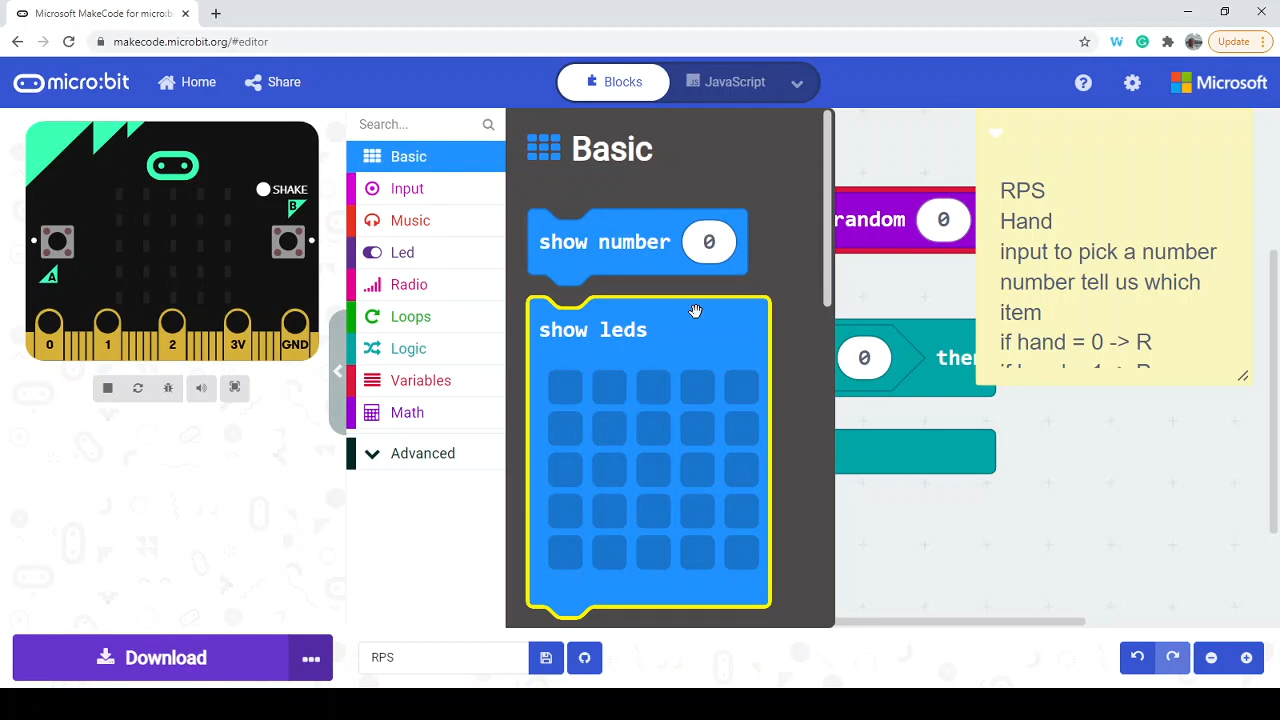 Microsoft MakeCode for micro:b
makecode.microbit.org/#editor
Update
micro:bit
Home
Share
Blocks
JS JavaScript
?
Microsoft
SHAKE
B
A
0 1 2 3V GND
Search...
Basic
Input
Music
Led
Radio
Loops
Logic
Variables
Math
Advanced
Basic
show number 0
show leds
random 0
0 the
RPS
Hand
input to pick a number
number tell us which
item
if hand = 0 -> R
Download
RPS